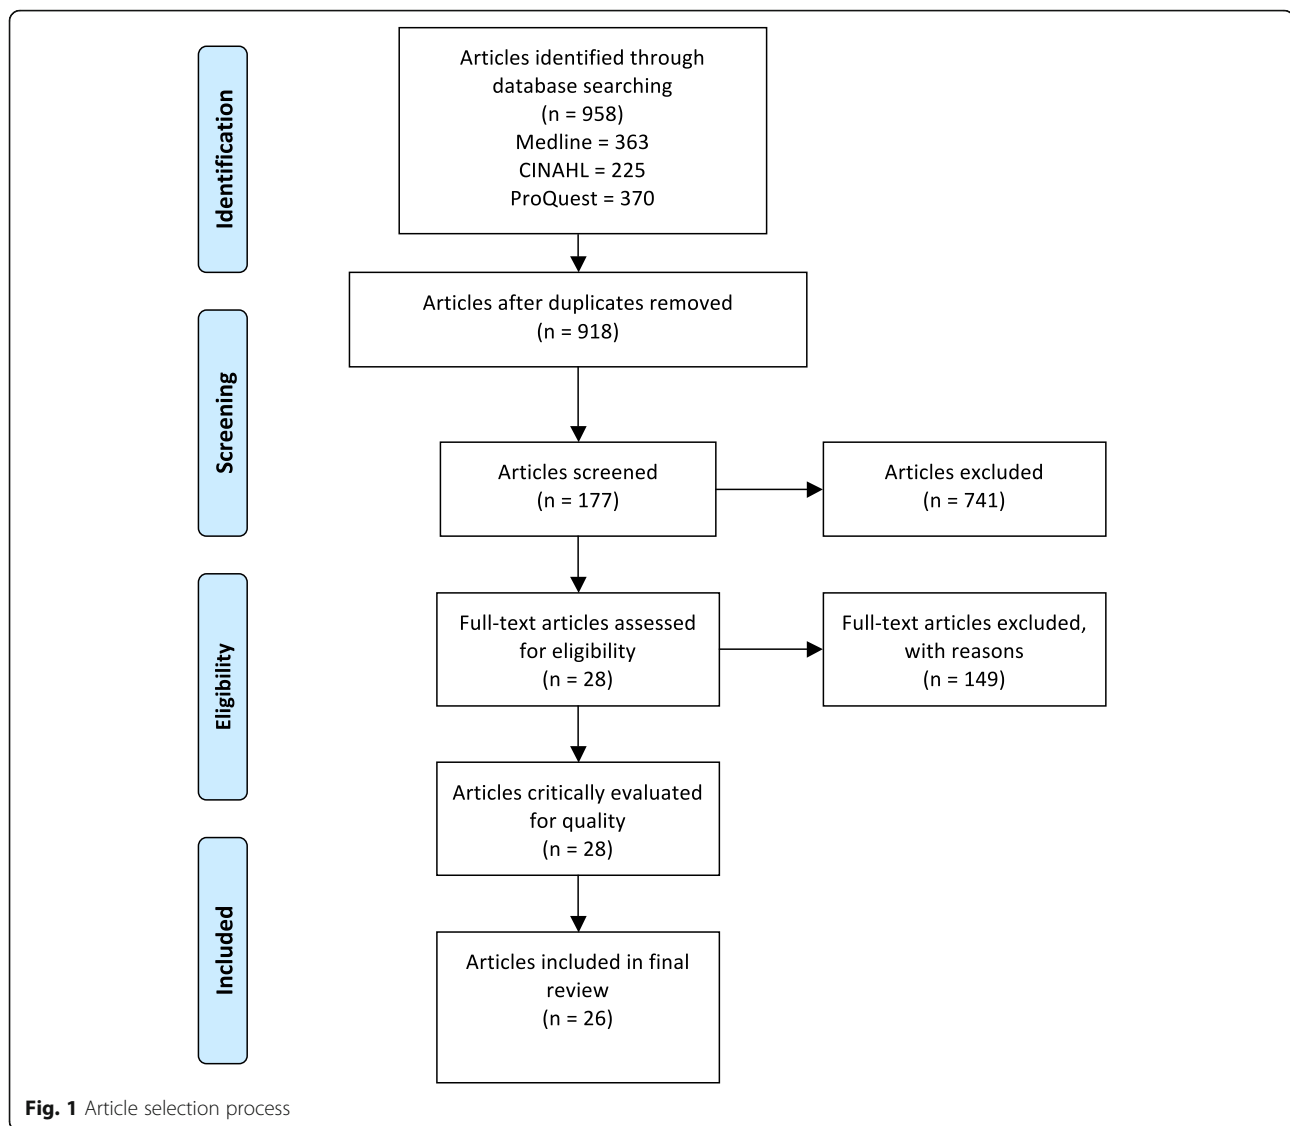 Identification
Articles identified through
database searching
(n = 958)
Medline = 363
CINAHL = 225
ProQuest = 370
Articles after duplicates removed
(n = 918)
Screening
Articles screened
(n = 177)
Articles excluded
(n = 741)
Eligibility
Full-text articles assessed
for eligibility
(n = 28)
Full-text articles excluded,
with reasons
(n = 149)
Articles critically evaluated
for quality
(n = 28)
Included
Articles included in final
review
(n = 26)
Fig. 1 Article selection process